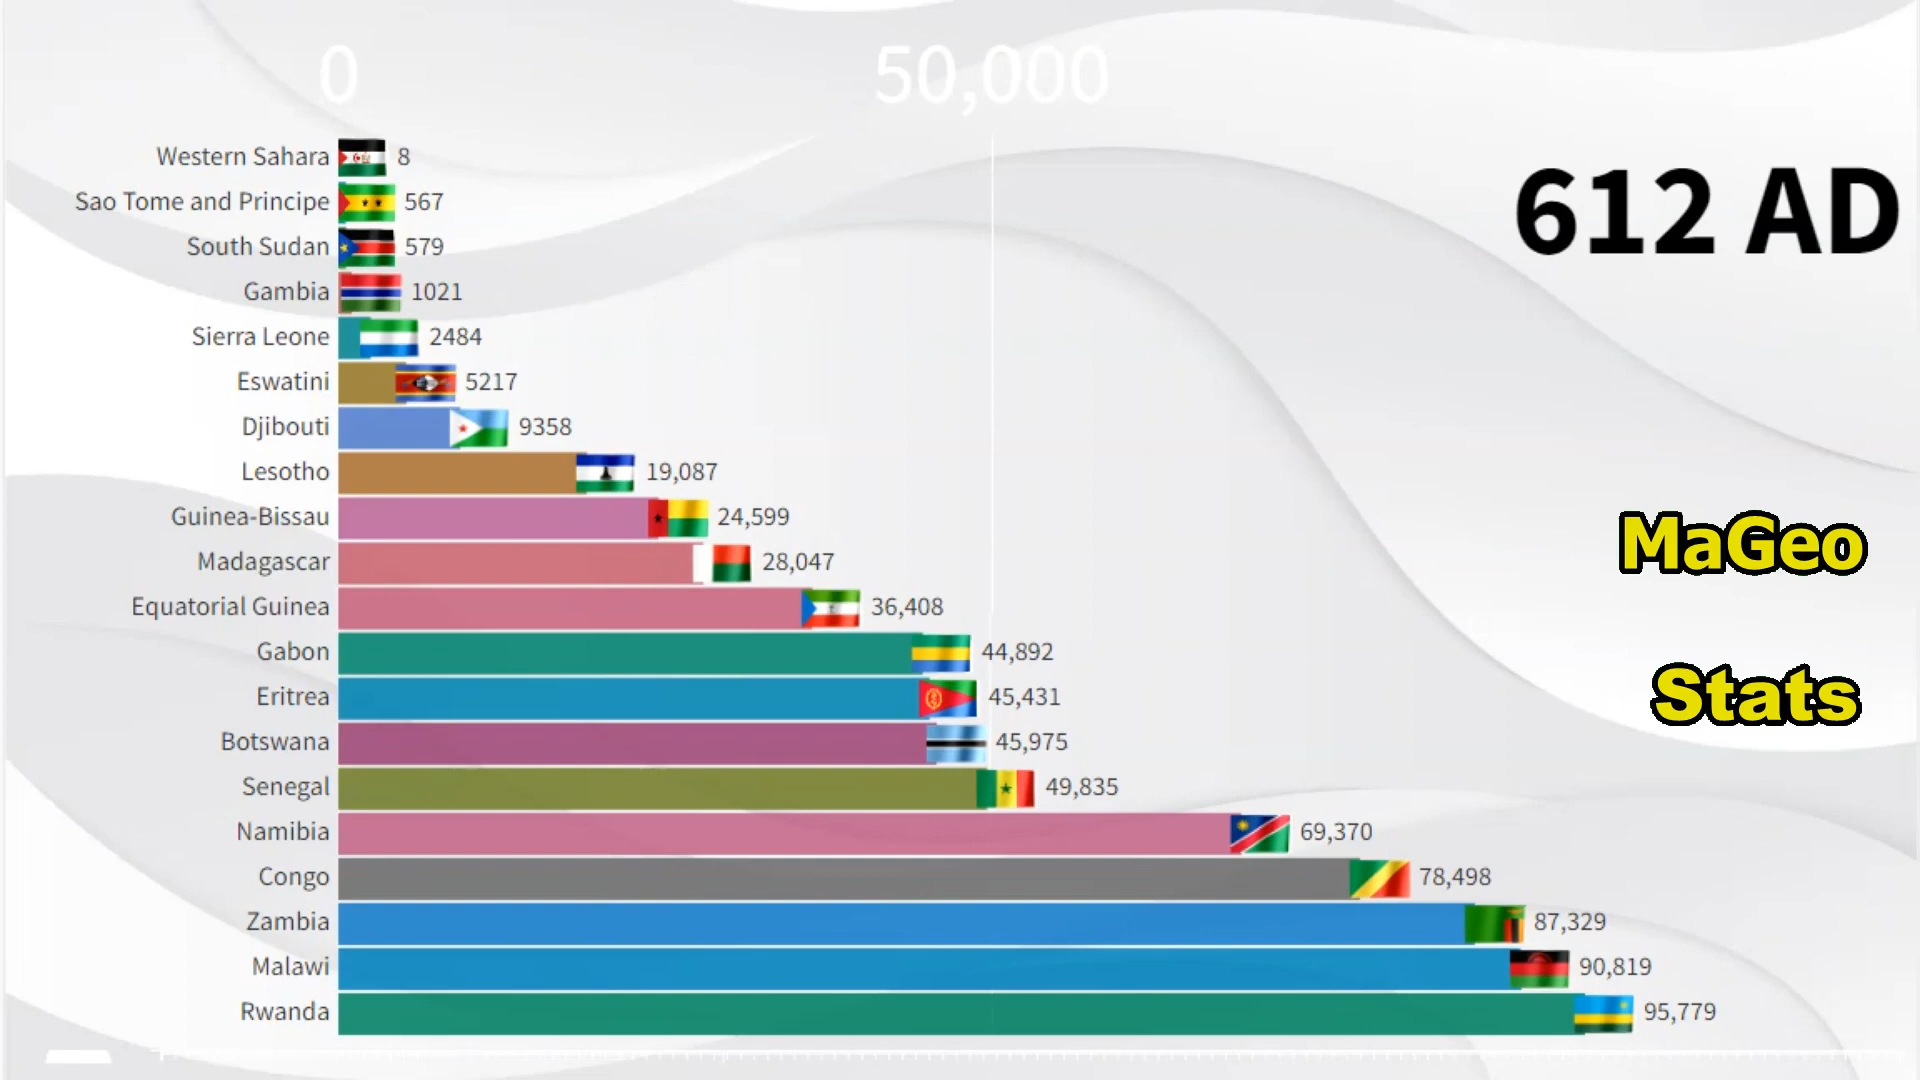 0 50,000
612 AD
Western Sahara 8
Sao Tome and Principe 567
South Sudan 579
Gambia 1021
Sierra Leone 2484
Eswatini 5217
Djibouti 9358
Lesotho 19,087
Guinea-Bissau 24,599
Madagascar 28,047
Equatorial Guinea 36,408
Gabon 44,892
Eritrea 45,431
Botswana 45,975
Senegal 49,835
Namibia 69,370
Congo 78,498
Zambia 87,329
Malawi 90,819
Rwanda 95,779
MaGeo
Stats